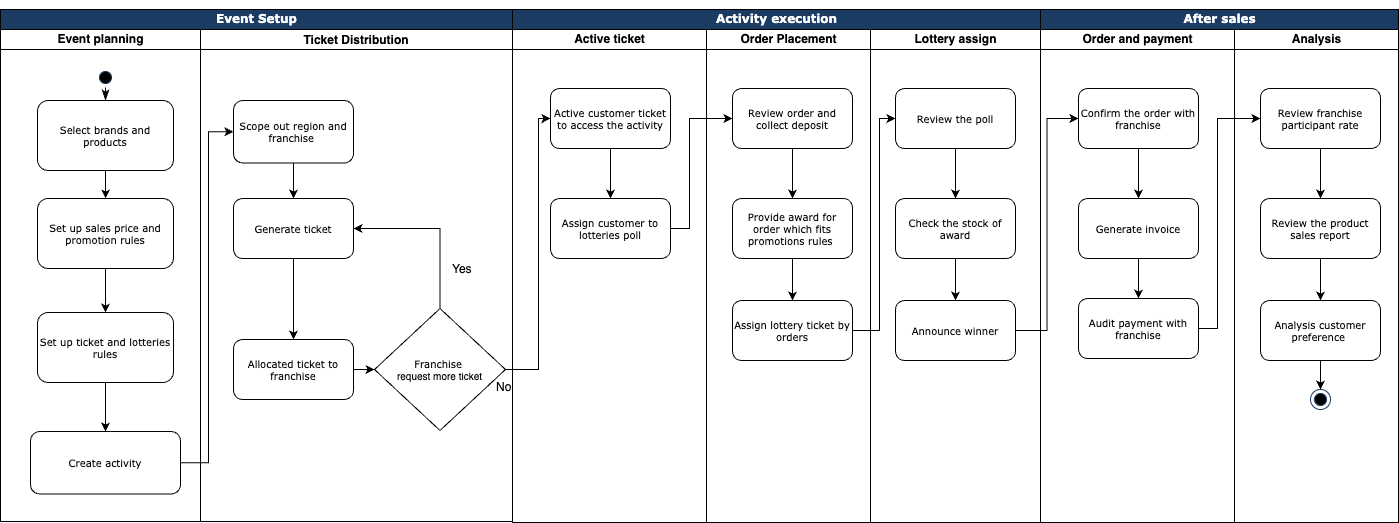 Event Setup
Activity execution
After sales
Event planning
Ticket Distribution
Active ticket
Order Placement
Lottery assign
Order and payment
Analysis
Select brands and
products
Set up sales price and
promotion rules
Set up ticket and lotteries
rules
Create activity
Scope out region and
franchise
Generate ticket
Allocated ticket to
franchise
Franchise
request more ticket
Yes
No
Active customer ticket
to access the activity
Assign customer to
lotteries poll
Review order and
collect deposit
Provide award for
order which fits
promotions rules
Assign lottery ticket by
orders
Review the poll
Check the stock of
award
Announce winner
Confirm the order with
franchise
Generate invoice
Audit payment with
franchise
Review franchise
participant rate
Review the product
sales report
Analysis customer
preference